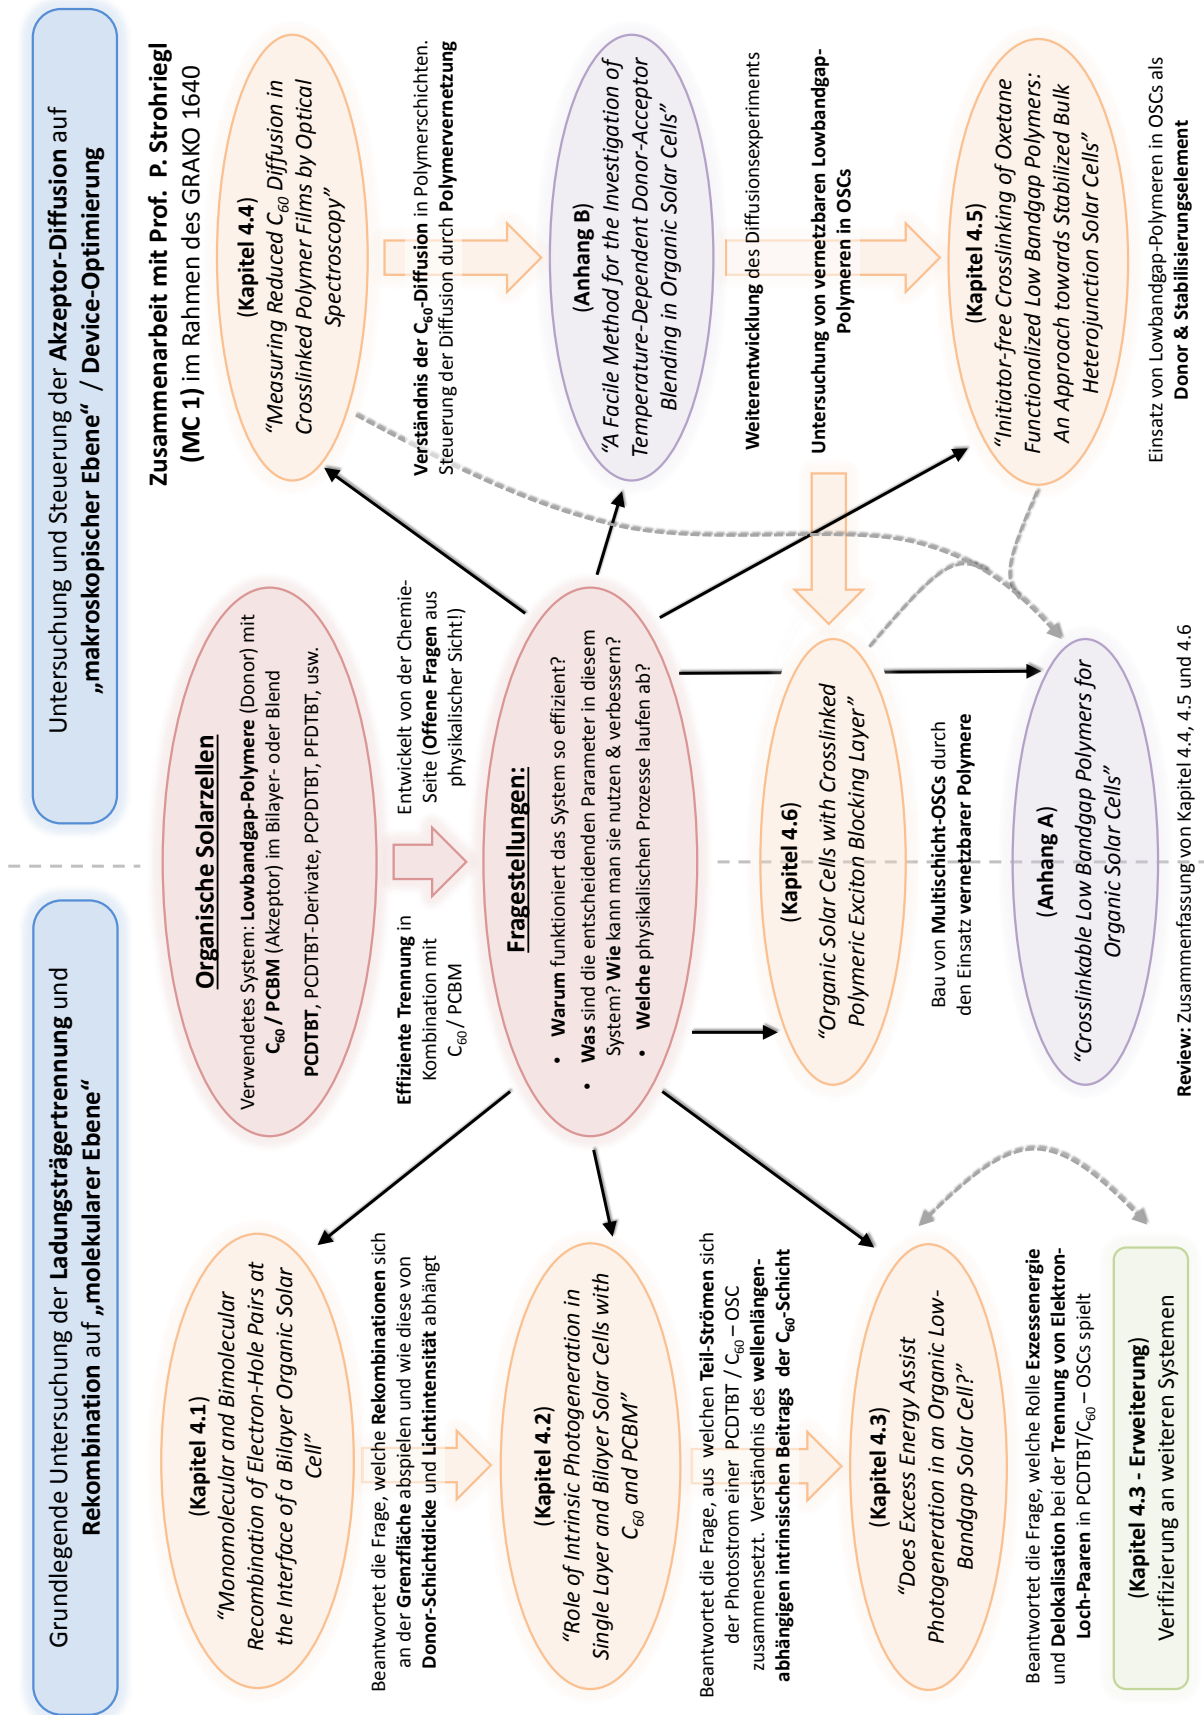 Grundlegende Untersuchung der Ladungsträgertrennung und
Rekombination auf „molekularer Ebene“
Untersuchung und Steuerung der Akzeptor-Diffusion auf
„makroskopischer Ebene“ / Device-Optimierung
Zusammenarbeit mit Prof. P. Strohriegl
(MC 1) im Rahmen des GRAKO 1640
Organische Solarzellen
Verwendetes System: Lowbandgap-Polymere (Donor) mit
C60 / PCBM (Akzeptor) im Bilayer- oder Blend
PCDTBT, PCDTBT-Derivate, PCPDTBT, PFDTBT, usw.
Effiziente Trennung in
Kombination mit
C60 / PCBM
Entwickelt von der Chemie-
Seite (Offene Fragen aus
physikalischer Sicht!)
Fragestellungen:
• Warum funktioniert das System so effizient?
• Was sind die entscheidenden Parameter in diesem
System? Wie kann man sie nutzen & verbessern?
• Welche physikalischen Prozesse laufen ab?
(Kapitel 4.1)
“Monomolecular and Bimolecular
Recombination of Electron-Hole Pairs at
the Interface of a Bilayer Organic Solar
Cell”
Beantwortet die Frage, welche Rekombinationen sich
an der Grenzfläche abspielen und wie diese von
Donor-Schichtdicke und Lichtintensität abhängt
(Kapitel 4.2)
“Role of Intrinsic Photogeneration in
Single Layer and Bilayer Solar Cells with
C60 and PCBM”
Beantwortet die Frage, aus welchen Teil-Strömen sich
der Photostrom einer PCDTBT / C60 – OSC
zusammensetzt. Verständnis des wellenlängen-
abhängigen intrinsischen Beitrags der C60-Schicht
(Kapitel 4.3)
“Does Excess Energy Assist
Photogeneration in an Organic Low-
Bandgap Solar Cell?”
Beantwortet die Frage, welche Rolle Exzessenergie
und Delokalisation bei der Trennung von Elektron-
Loch-Paaren in PCDTBT/C60 – OSCs spielt
(Kapitel 4.3 - Erweiterung)
Verifizierung an weiteren Systemen
(Kapitel 4.6)
“Organic Solar Cells with Crosslinked
Polymeric Exciton Blocking Layer”
Bau von Multischicht-OSCs durch
den Einsatz vernetzbarer Polymere
(Anhang A)
“Crosslinkable Low Bandgap Polymers for
Organic Solar Cells”
Review: Zusammenfassung von Kapitel 4.4, 4.5 und 4.6
(Kapitel 4.4)
“Measuring Reduced C60 Diffusion in
Crosslinked Polymer Films by Optical
Spectroscopy”
Verständnis der C60-Diffusion in Polymerschichten.
Steuerung der Diffusion durch Polymervernetzung
(Anhang B)
“A Facile Method for the Investigation of
Temperature-Dependent Donor-Acceptor
Blending in Organic Solar Cells”
Weiterentwicklung des Diffusionsexperiments
Untersuchung von vernetzbaren Lowbandgap-
Polymeren in OSCs
(Kapitel 4.5)
“Initiator-free Crosslinking of Oxetane
Functionalized Low Bandgap Polymers:
An Approach towards Stabilized Bulk
Heterojunction Solar Cells”
Einsatz von Lowbandgap-Polymeren in OSCs als
Donor & Stabilisierungselement